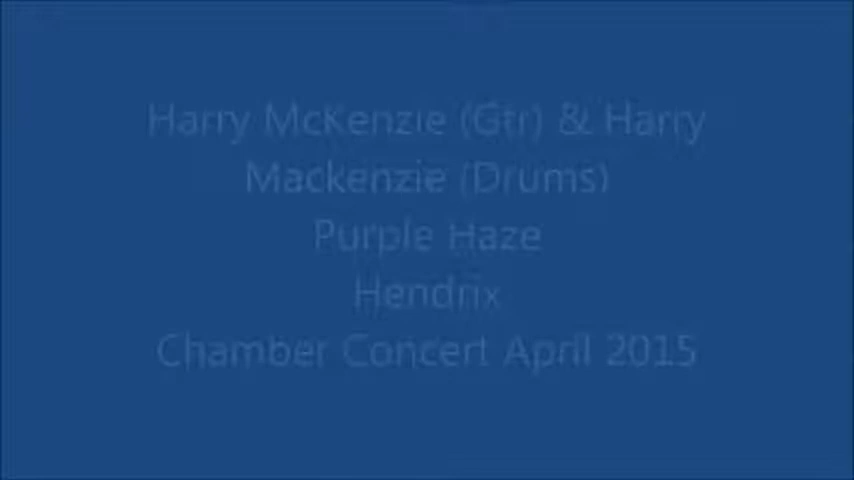 Harry McKenzie (Gtr) & Harry
Mackenzie (Drums)
Purple Haze
Hendrix
Chamber Concert April 2015